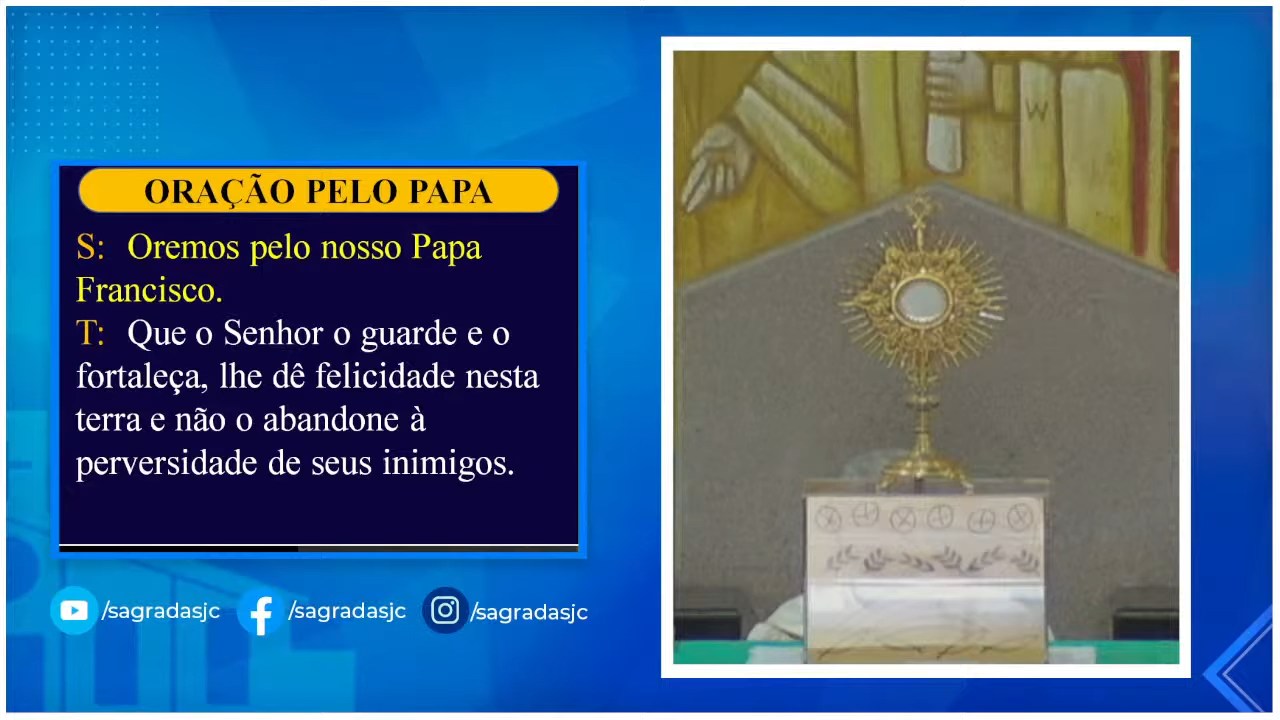 ORAÇÃO PELO PAPA
S: Oremos pelo nosso Papa
Francisco.
T: Que o Senhor o guarde e o
fortaleça, lhe dê felicidade nesta
terra e não o abandone à
perversidade de seus inimigos.
/sagradasjc /sagradasjc /sagradasjc
W